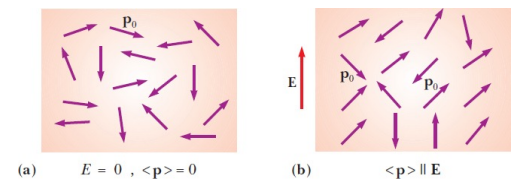 p₀
E
p₀
p₀
(a) E = 0 , <p> = 0
(b) <p> || E